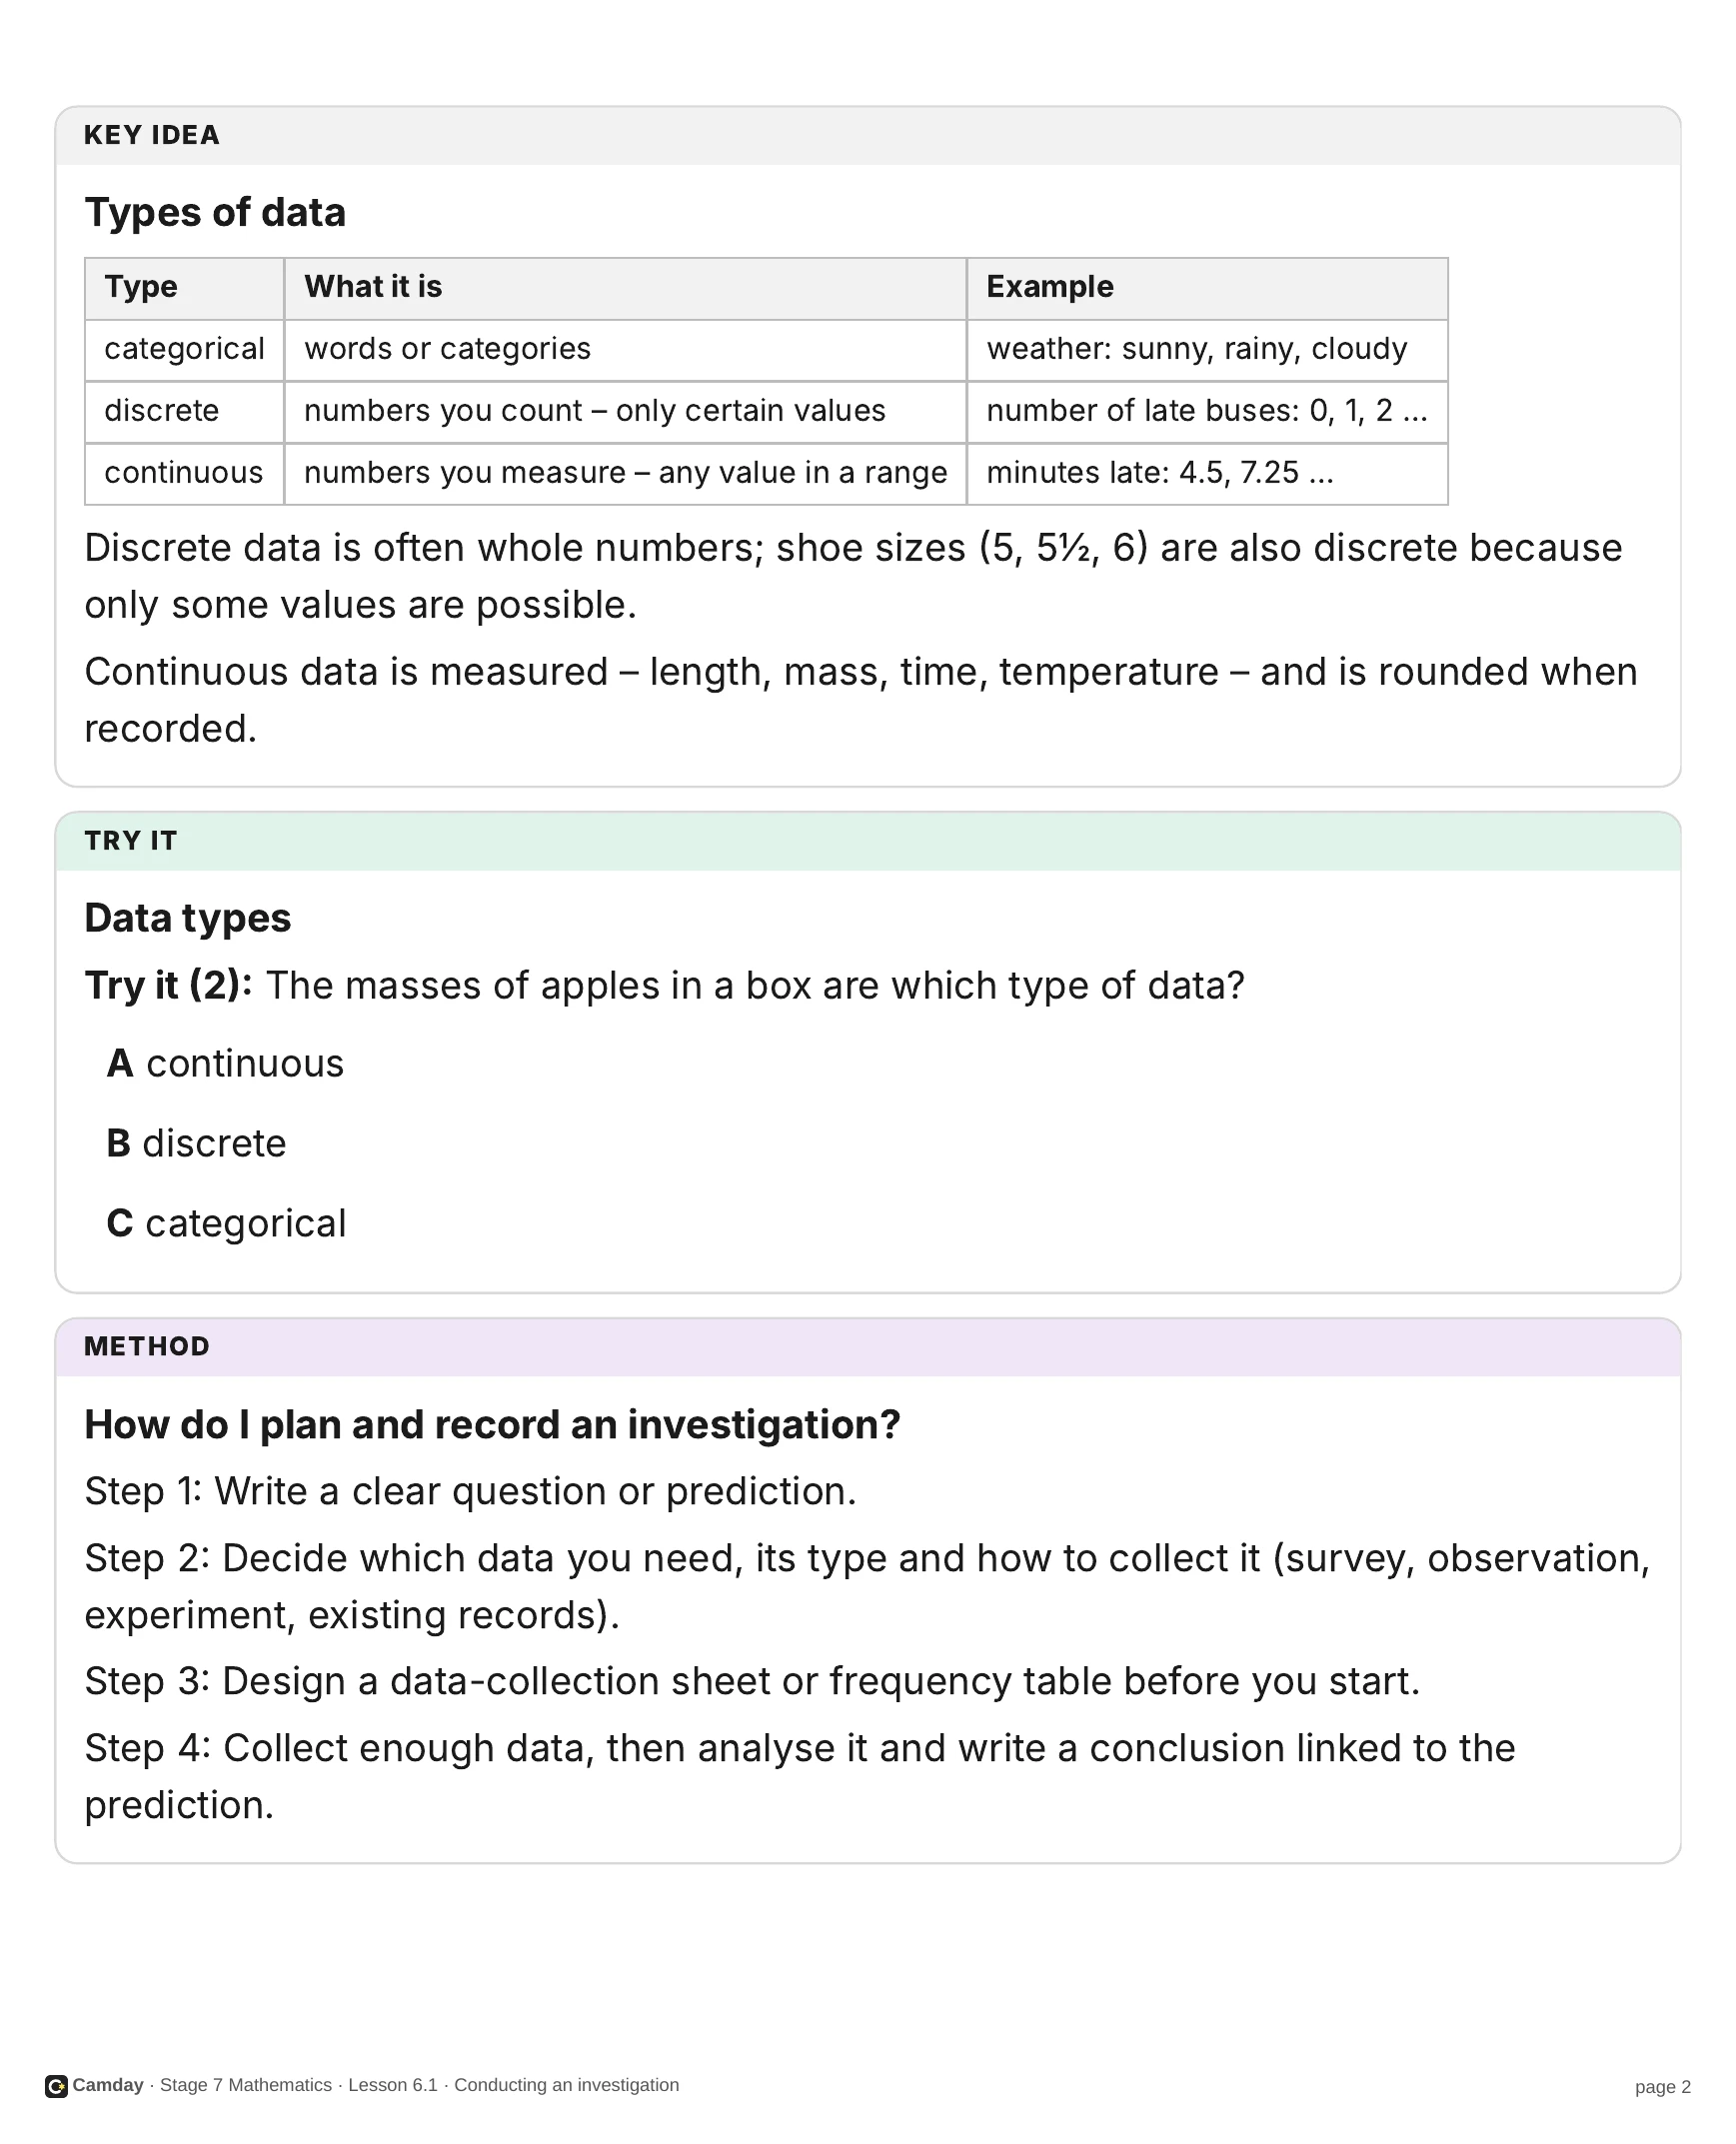 KEY IDEA
Types of data
Type What it is Example
categorical words or categories weather: sunny, rainy, cloudy
discrete numbers you count – only certain values number of late buses: 0, 1, 2 ...
continuous numbers you measure – any value in a range minutes late: 4.5, 7.25 ...
Discrete data is often whole numbers; shoe sizes (5, 5½, 6) are also discrete because
only some values are possible.
Continuous data is measured – length, mass, time, temperature – and is rounded when
recorded.
TRY IT
Data types
Try it (2): The masses of apples in a box are which type of data?
A continuous
B discrete
C categorical
METHOD
How do I plan and record an investigation?
Step 1: Write a clear question or prediction.
Step 2: Decide which data you need, its type and how to collect it (survey, observation,
experiment, existing records).
Step 3: Design a data-collection sheet or frequency table before you start.
Step 4: Collect enough data, then analyse it and write a conclusion linked to the
prediction.
Camday · Stage 7 Mathematics · Lesson 6.1 · Conducting an investigation page 2